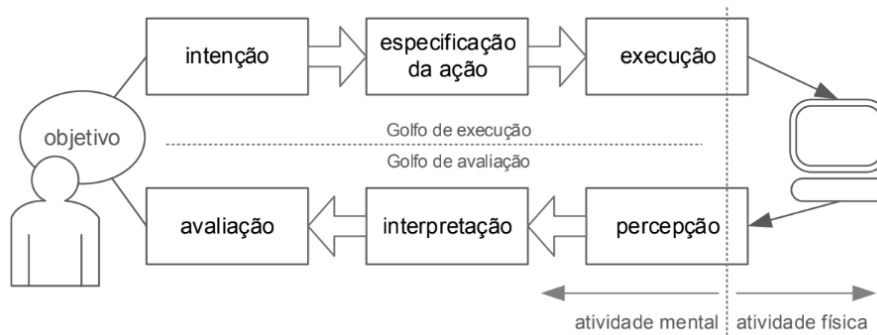 intenção
especificação
da ação
execução
objetivo
Golfo de execução
Golfo de avaliação
avaliação
interpretação
percepção
atividade mental
atividade física